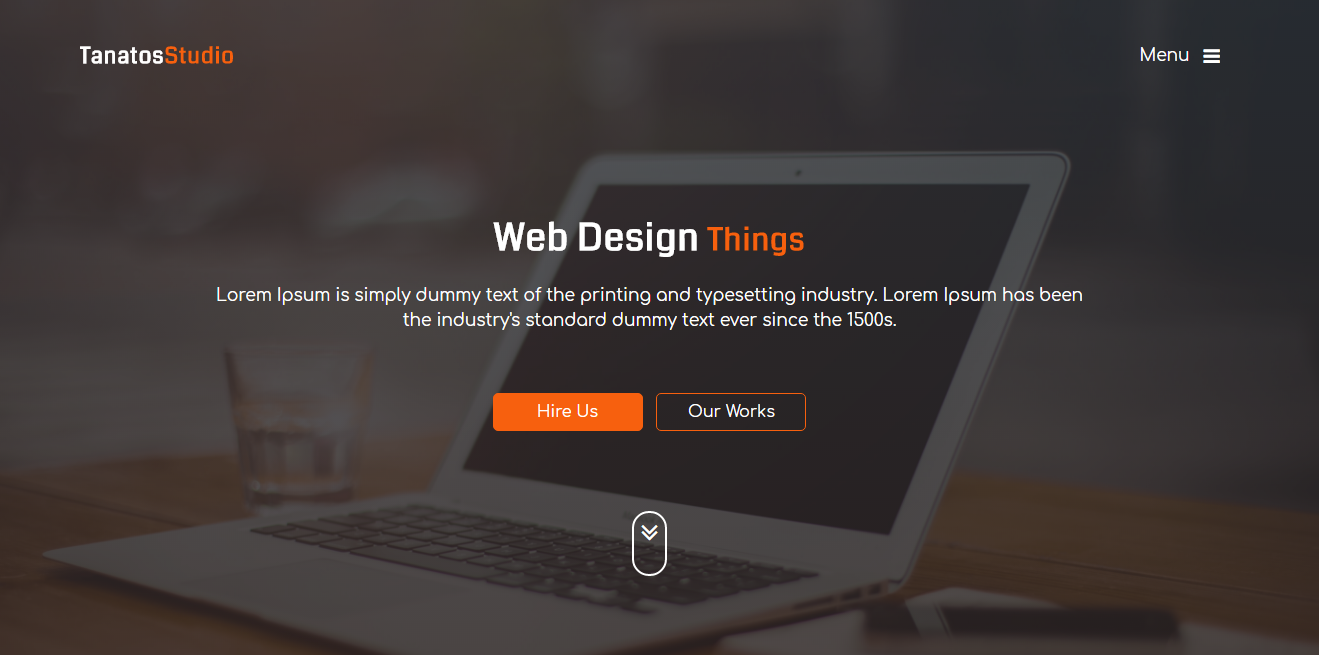 TanatosStudio
Menu
Web Design Things
Lorem Ipsum is simply dummy text of the printing and typesetting industry. Lorem Ipsum has been
the industry's standard dummy text ever since the 1500s.
Hire Us
Our Works